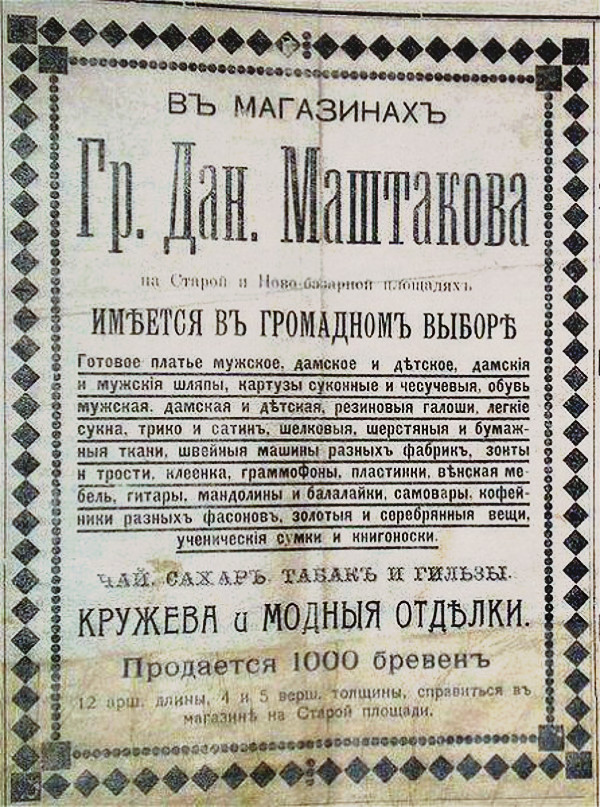 ВЪ МАГАЗИНАХЪ
Гр. Дан. Маштакова
на Старой и Ново-базарной площадяхъ
ИМѢЕТСЯ ВЪ ГРОМАДНОМЪ ВЫБОРѢ
Готовое платье мужское, дамское и дѣтское, дамскія
и мужскія шляпы, картузы суконные и чесучевыя, обувь
мужская. дамская и дѣтская, резиновыя галоши, легкіе
сукна, трико и сатинъ, шелковыя, шерстяныя и бумаж-
ныя ткани, швейныя машины разныхъ фабрикъ, зонты
и трости, клеенка, граммофоны, пластинки, вѣнская ме-
бель, гитары, мандолины и балалайки, самовары, кофей-
ники разныхъ фасоновъ, золотыя и серебрянныя вещи,
ученическія сумки и книгоноски.
ЧАЙ, САХАРЪ, ТАБАКЪ И ГИЛЬЗЫ.
КРУЖЕВА и МОДНЫЯ ОТДѢЛКИ.
Продается 1000 бревенъ
12 арш. длины, 4 и 5 верш. толщины, справиться въ
магазинѣ на Старой площади.